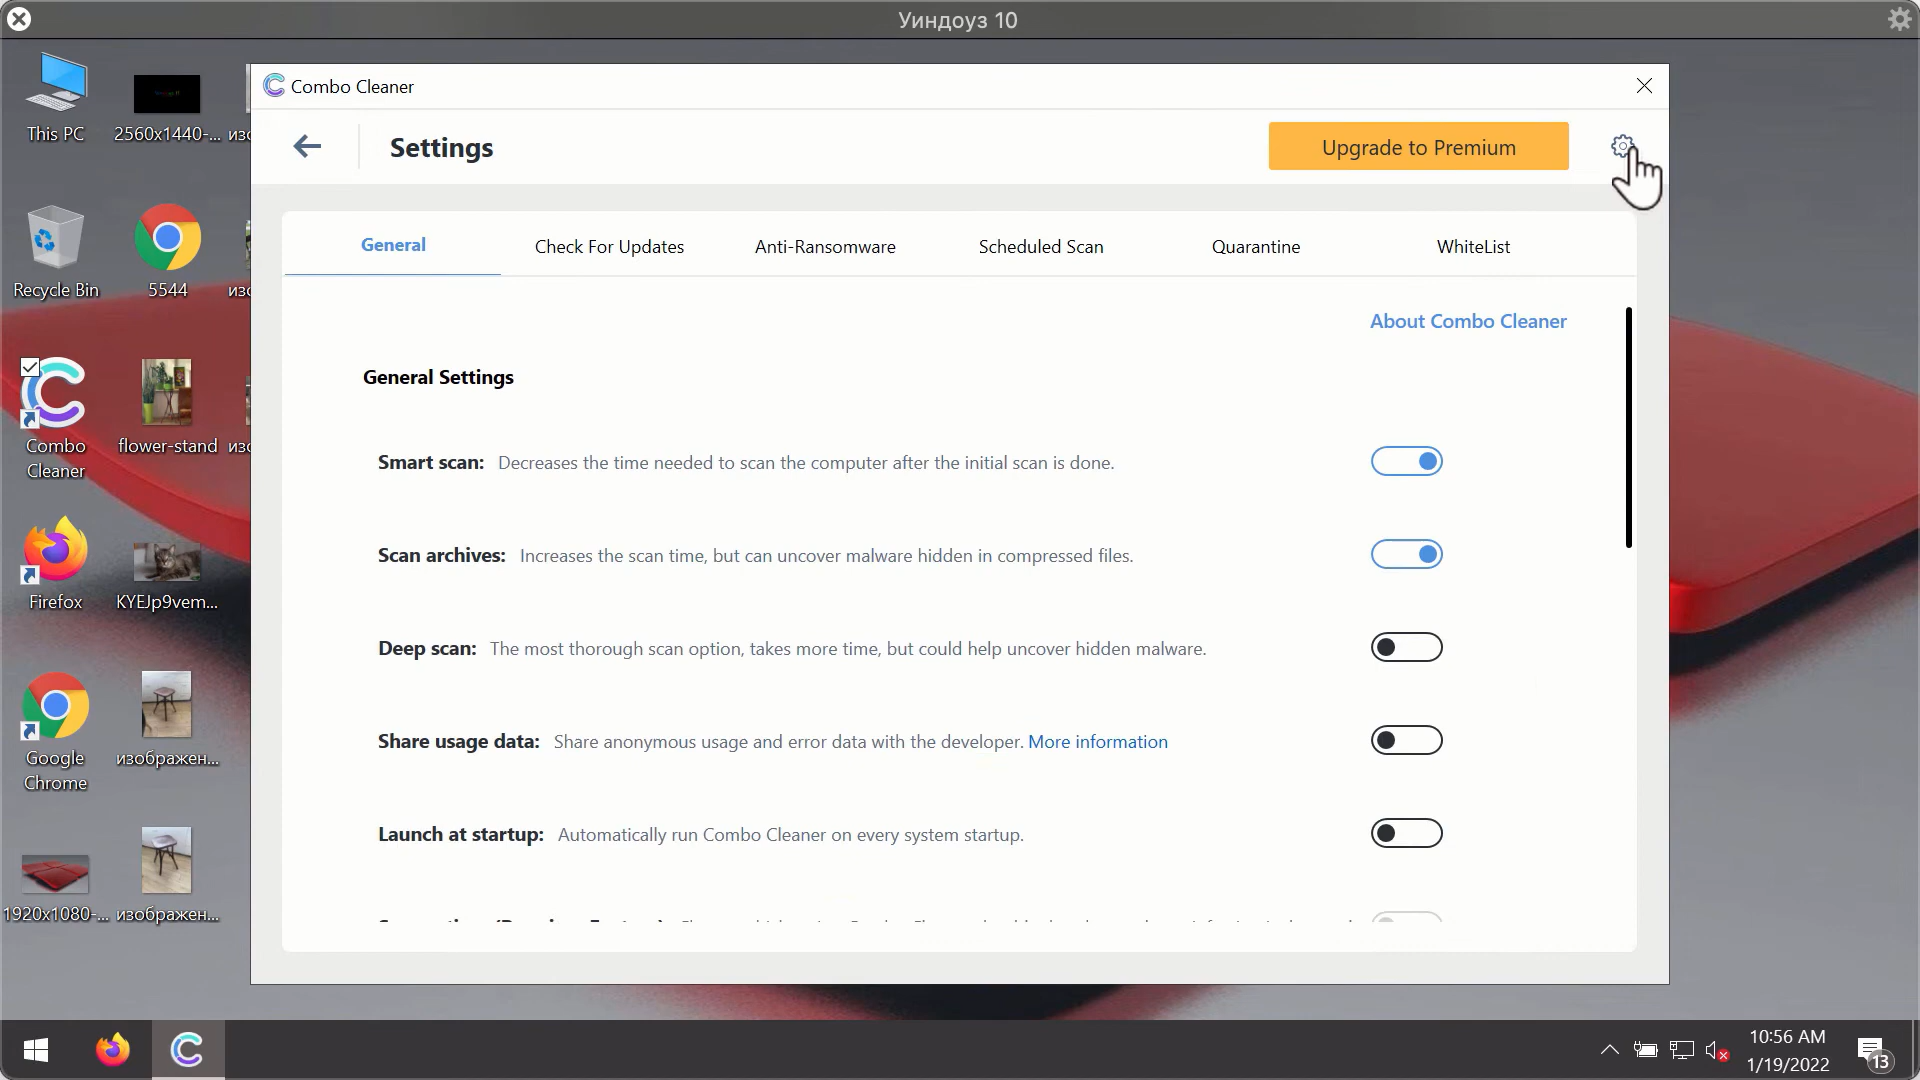 Уиндоуз 10
This PC
2560x1440-...
Recycle Bin
5544
Combo
Cleaner
flower-stand
Firefox
KYEJp9vem...
Google
Chrome
изображен...
1920x1080-...
изображен...
Combo Cleaner
Settings
Upgrade to Premium
General
Check For Updates
Anti-Ransomware
Scheduled Scan
Quarantine
WhiteList
About Combo Cleaner
General Settings
Smart scan: Decreases the time needed to scan the computer after the initial scan is done.
Scan archives: Increases the scan time, but can uncover malware hidden in compressed files.
Deep scan: The most thorough scan option, takes more time, but could help uncover hidden malware.
Share usage data: Share anonymous usage and error data with the developer. More information
Launch at startup: Automatically run Combo Cleaner on every system startup.
10:56 AM
1/19/2022
13